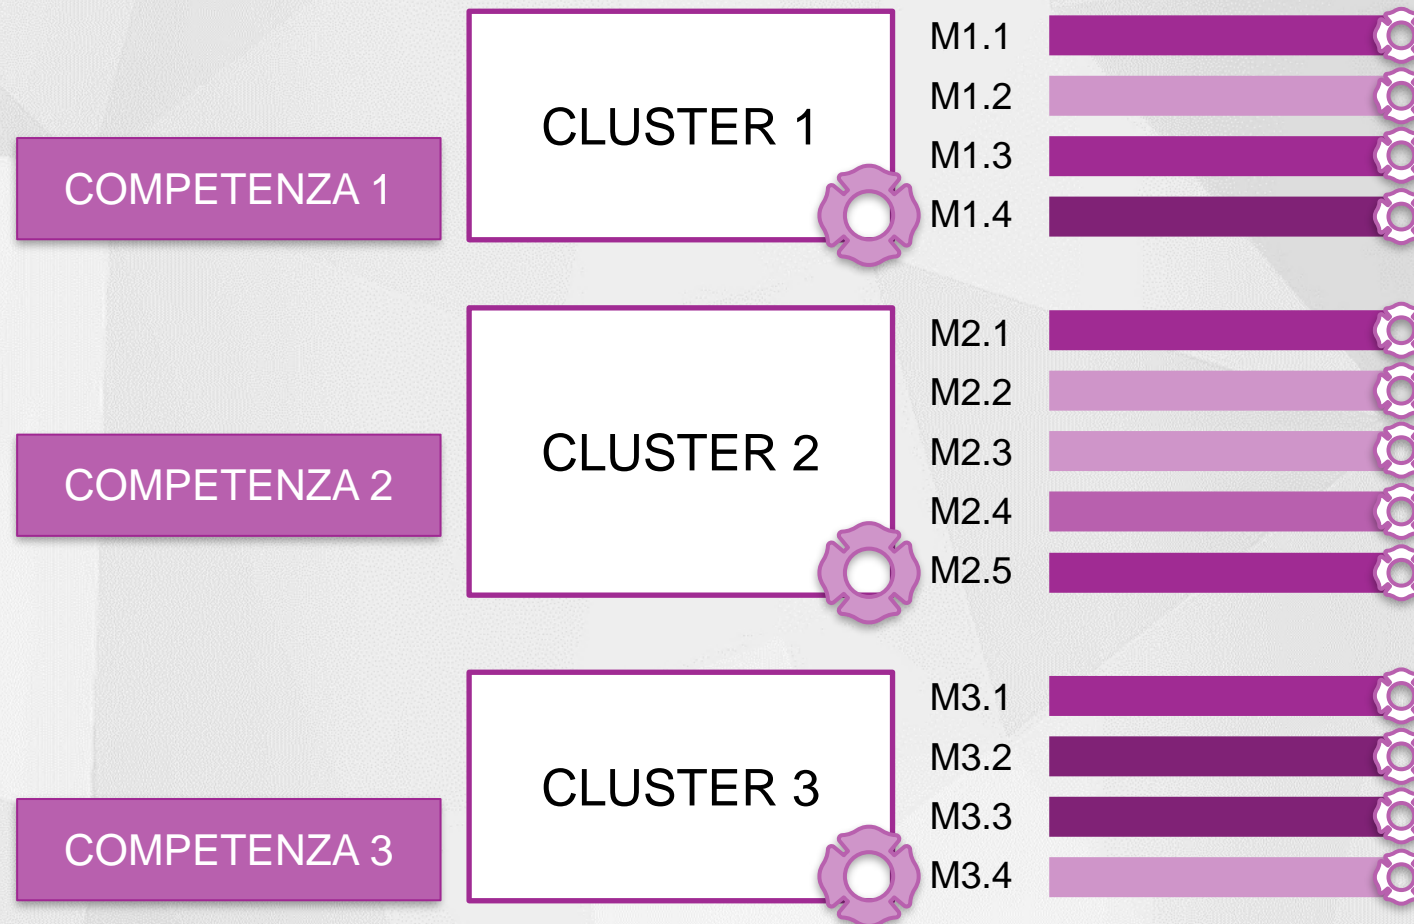 COMPETENZA 1
CLUSTER 1
M1.1
M1.2
M1.3
M1.4
COMPETENZA 2
CLUSTER 2
M2.1
M2.2
M2.3
M2.4
M2.5
COMPETENZA 3
CLUSTER 3
M3.1
M3.2
M3.3
M3.4